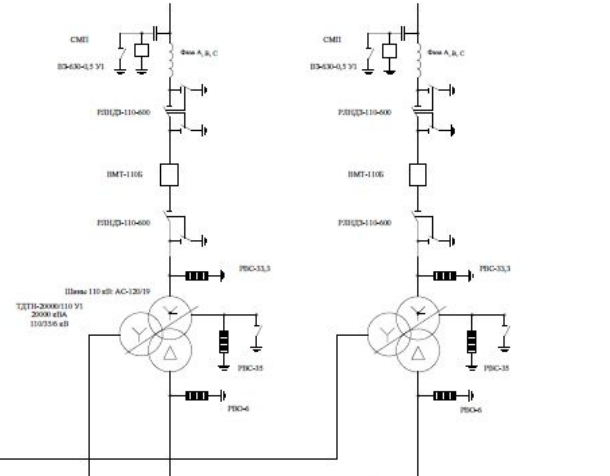 СМП
Фаза А, В, С
ВЗ-630-0,5 У1
РЛНДЗ-110-600
ВМТ-110Б
РЛНДЗ-110-600
РВС-33,3
Шины 110 кВ: АС-120/19
ТДТН-20000/110 У1
20000 кВА
110/35/6 кВ
РВС-35
РВО-6
СМП
Фаза А, В, С
ВЗ-630-0,5 У1
РЛНДЗ-110-600
ВМТ-110Б
РЛНДЗ-110-600
РВС-33,3
РВС-35
РВО-6